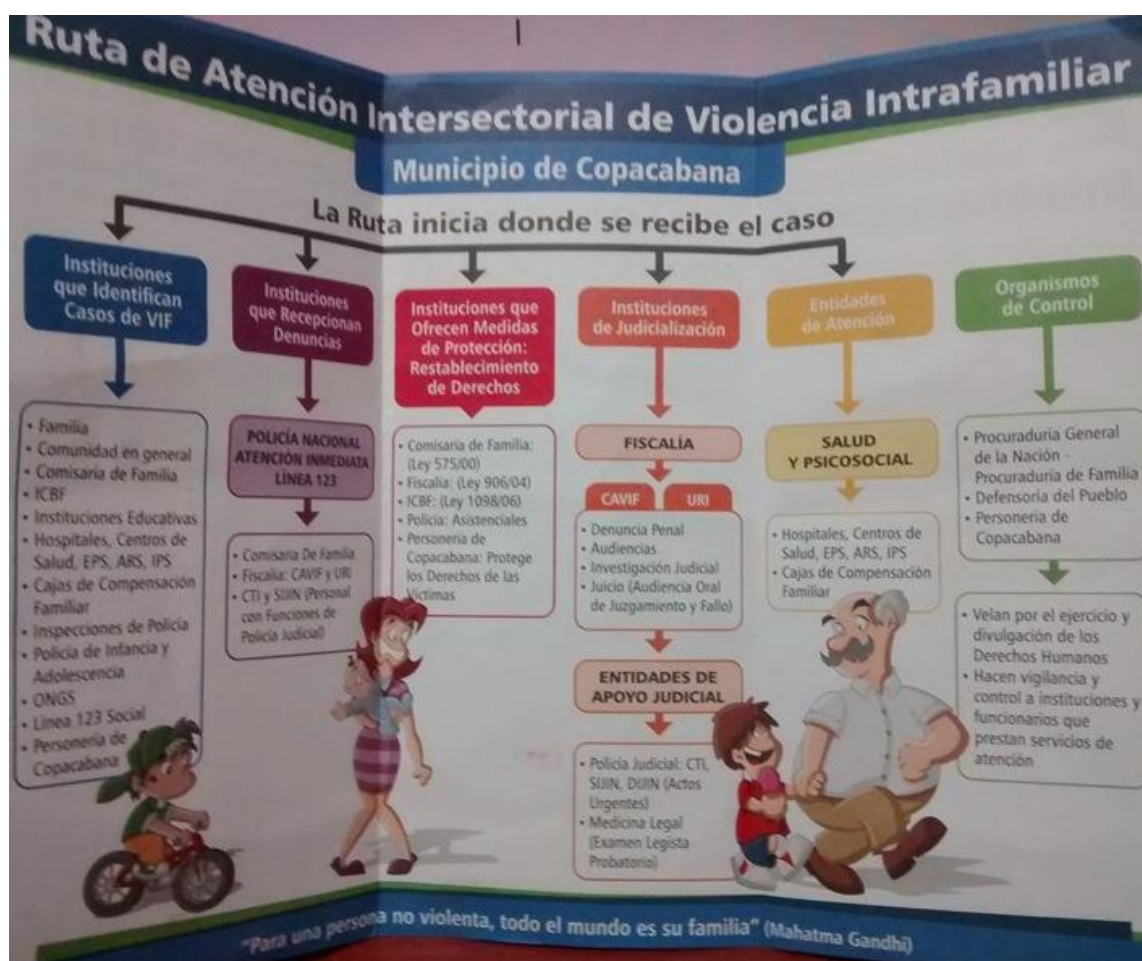 Ruta de Atención Intersectorial de Violencia Intrafamiliar
Municipio de Copacabana
La Ruta inicia donde se recibe el caso
Instituciones
que Identifican
Casos de VIF
• Familia
• Comunidad en general
• Comisaria de Familia
• ICBF
• Instituciones Educativas
• Hospitales, Centros de
Salud, EPS, ARS, IPS
• Cajas de Compensación
Familiar
• Inspecciones de Policía
• Policia de Infancia y
Adolescencia
• ONGS
• Linea 123 Social
• Personería de
Copacabana
Instituciones
que Recepcionan
Denuncias
POLICÍA NACIONAL
ATENCIÓN INMEDIATA
LÍNEA 123
• Comisaria De Familia
• Fiscalia: CAVIF y URI
• CTI y SIJIN (Personal
con Funciones de
Policía Judicial)
Instituciones que
Ofrecen Medidas
de Protección:
Restablecimiento
de Derechos
• Comisaria de Familia:
(Ley 575/00)
• Fiscalia: (Ley 906/04)
• ICBF: (Ley 1098/06)
• Policia: Asistenciales
• Personería de
Copacabana: Protege
los Derechos de las
Víctimas
Instituciones
de Judicialización
FISCALÍA
CAVIF
URI
• Denuncia Penal
• Audiencias
• Investigación Judicial
• Juicio (Audiencia Oral
de Juzgamiento y Fallo)
ENTIDADES DE
APOYO JUDICIAL
• Policia Judicial: CTI,
SIJIN, DIJIN (Actos
Urgentes)
• Medicina Legal
(Examen Legista
Probatorio)
Entidades
de Atención
SALUD
Y PSICOSOCIAL
• Hospitales, Centros de
Salud, EPS, ARS, IPS
• Cajas de Compensación
Familiar
Organismos
de Control
• Procuraduría General
de la Nación -
Procuraduría de Familia
• Defensoría del Pueblo
• Personería de
Copacabana
• Velan por el ejercicio y
divulgación de los
Derechos Humanos
• Hacen vigilancia y
control a instituciones y
funcionarios que
prestan servicios de
atención
"Para una persona no violenta, todo el mundo es su familia" (Mahatma Gandhi)